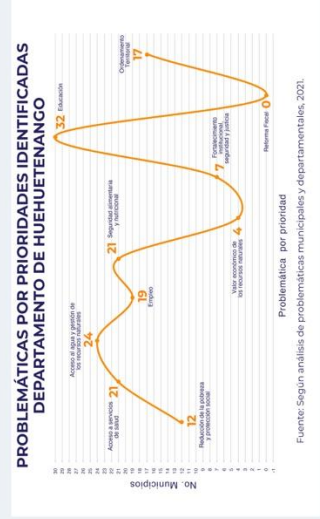 PROBLEMÁTICAS POR PRIORIDADES IDENTIFICADAS
DEPARTAMENTO DE HUEHUETENANGO
No. Municipios
30
29
28
27
26
25
24
23
22
21
20
19
18
17
16
15
14
13
12
11
10
9
8
7
6
5
4
3
2
1
0
-1
12
Reducción de la pobreza
y protección social
Acceso a servicios
de salud
21
Acceso al agua y gestión de
los recursos naturales
24
19
Empleo
21
Seguridad alimentaria
y nutricional
Valor económico de
los recursos naturales
4
7
Fortalecimiento
institucional,
seguridad y justicia
32
Educación
Reforma Fiscal
0
Ordenamiento
Territorial
17
Problemática por prioridad
Fuente: Según análisis de problemáticas municipales y departamentales, 2021.